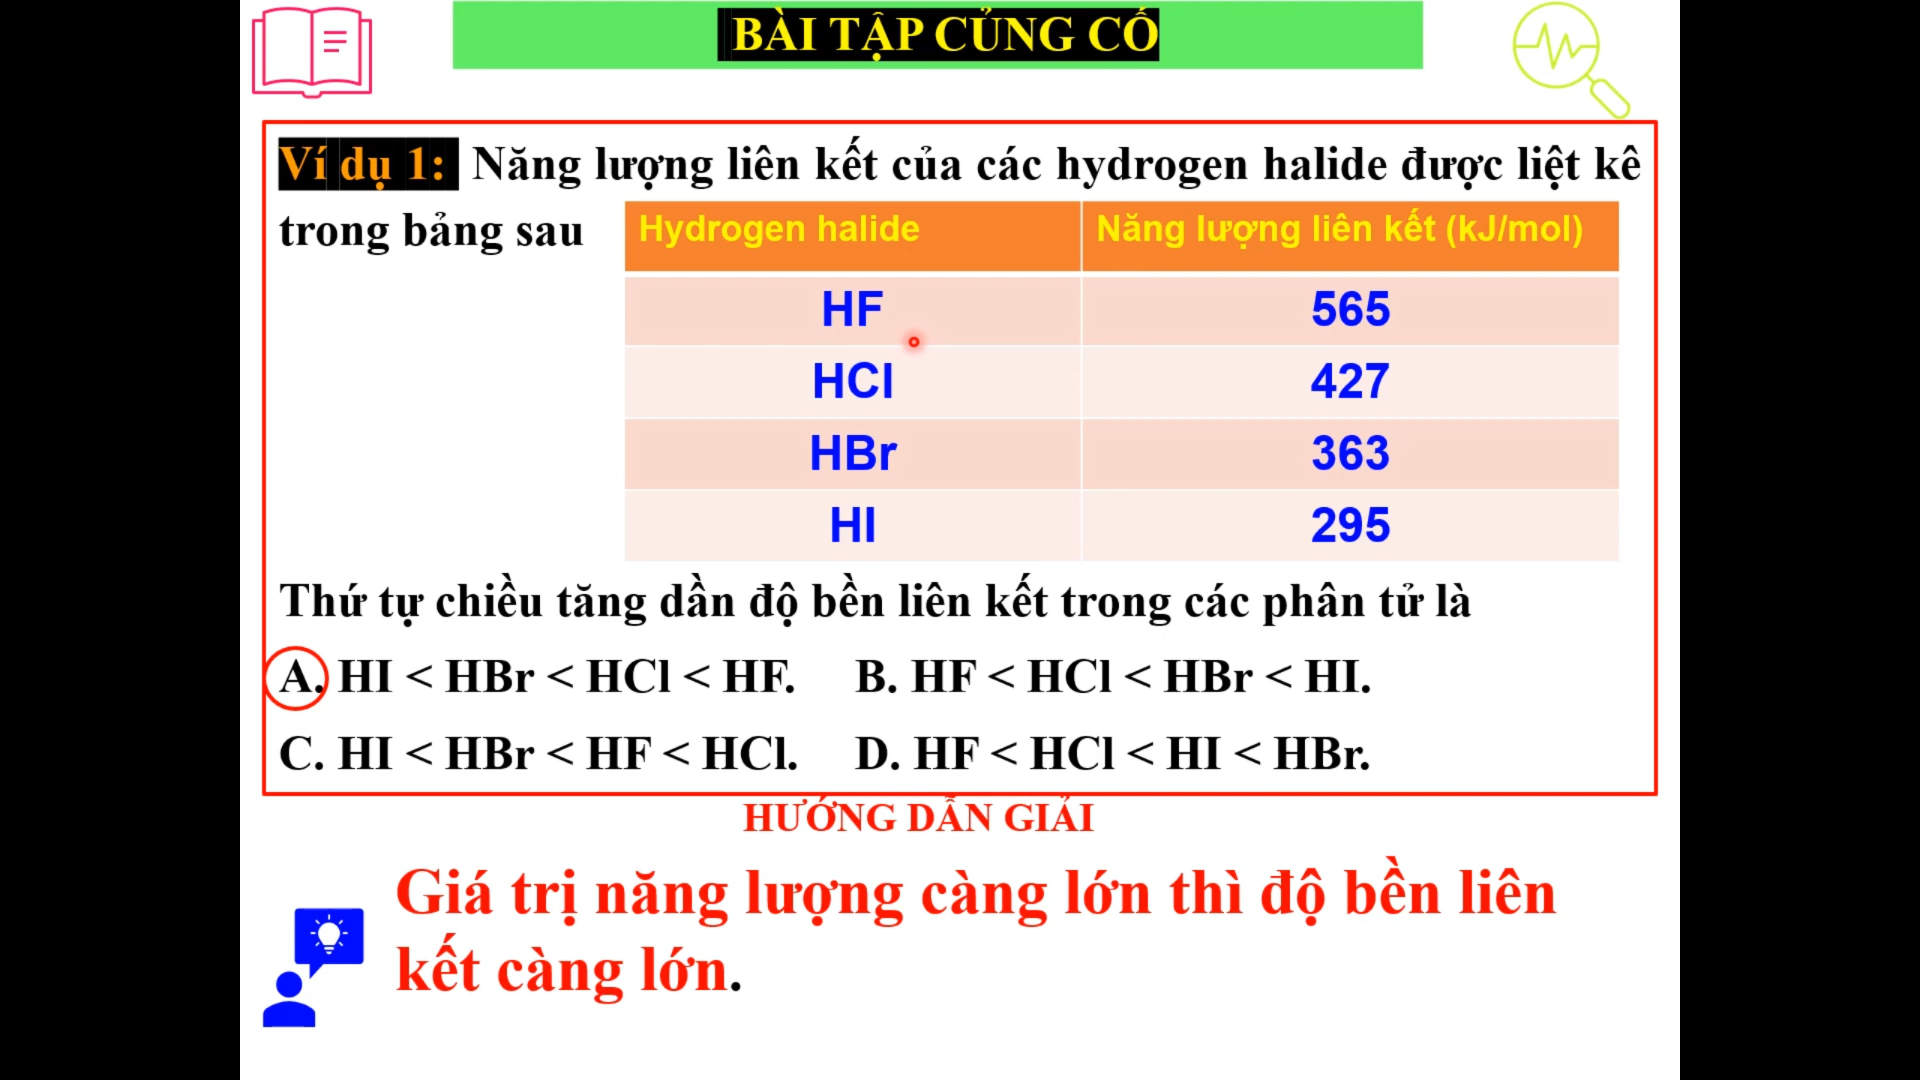 BÀI TẬP CỦNG CỐ
Ví dụ 1: Năng lượng liên kết của các hydrogen halide được liệt kê
trong bảng sau
Hydrogen halide Năng lượng liên kết (kJ/mol)
HF 565
HCl 427
HBr 363
HI 295
Thứ tự chiều tăng dần độ bền liên kết trong các phân tử là
A. HI < HBr < HCl < HF. B. HF < HCl < HBr < HI.
C. HI < HBr < HF < HCl. D. HF < HCl < HI < HBr.
HƯỚNG DẪN GIẢI
Giá trị năng lượng càng lớn thì độ bền liên
kết càng lớn.